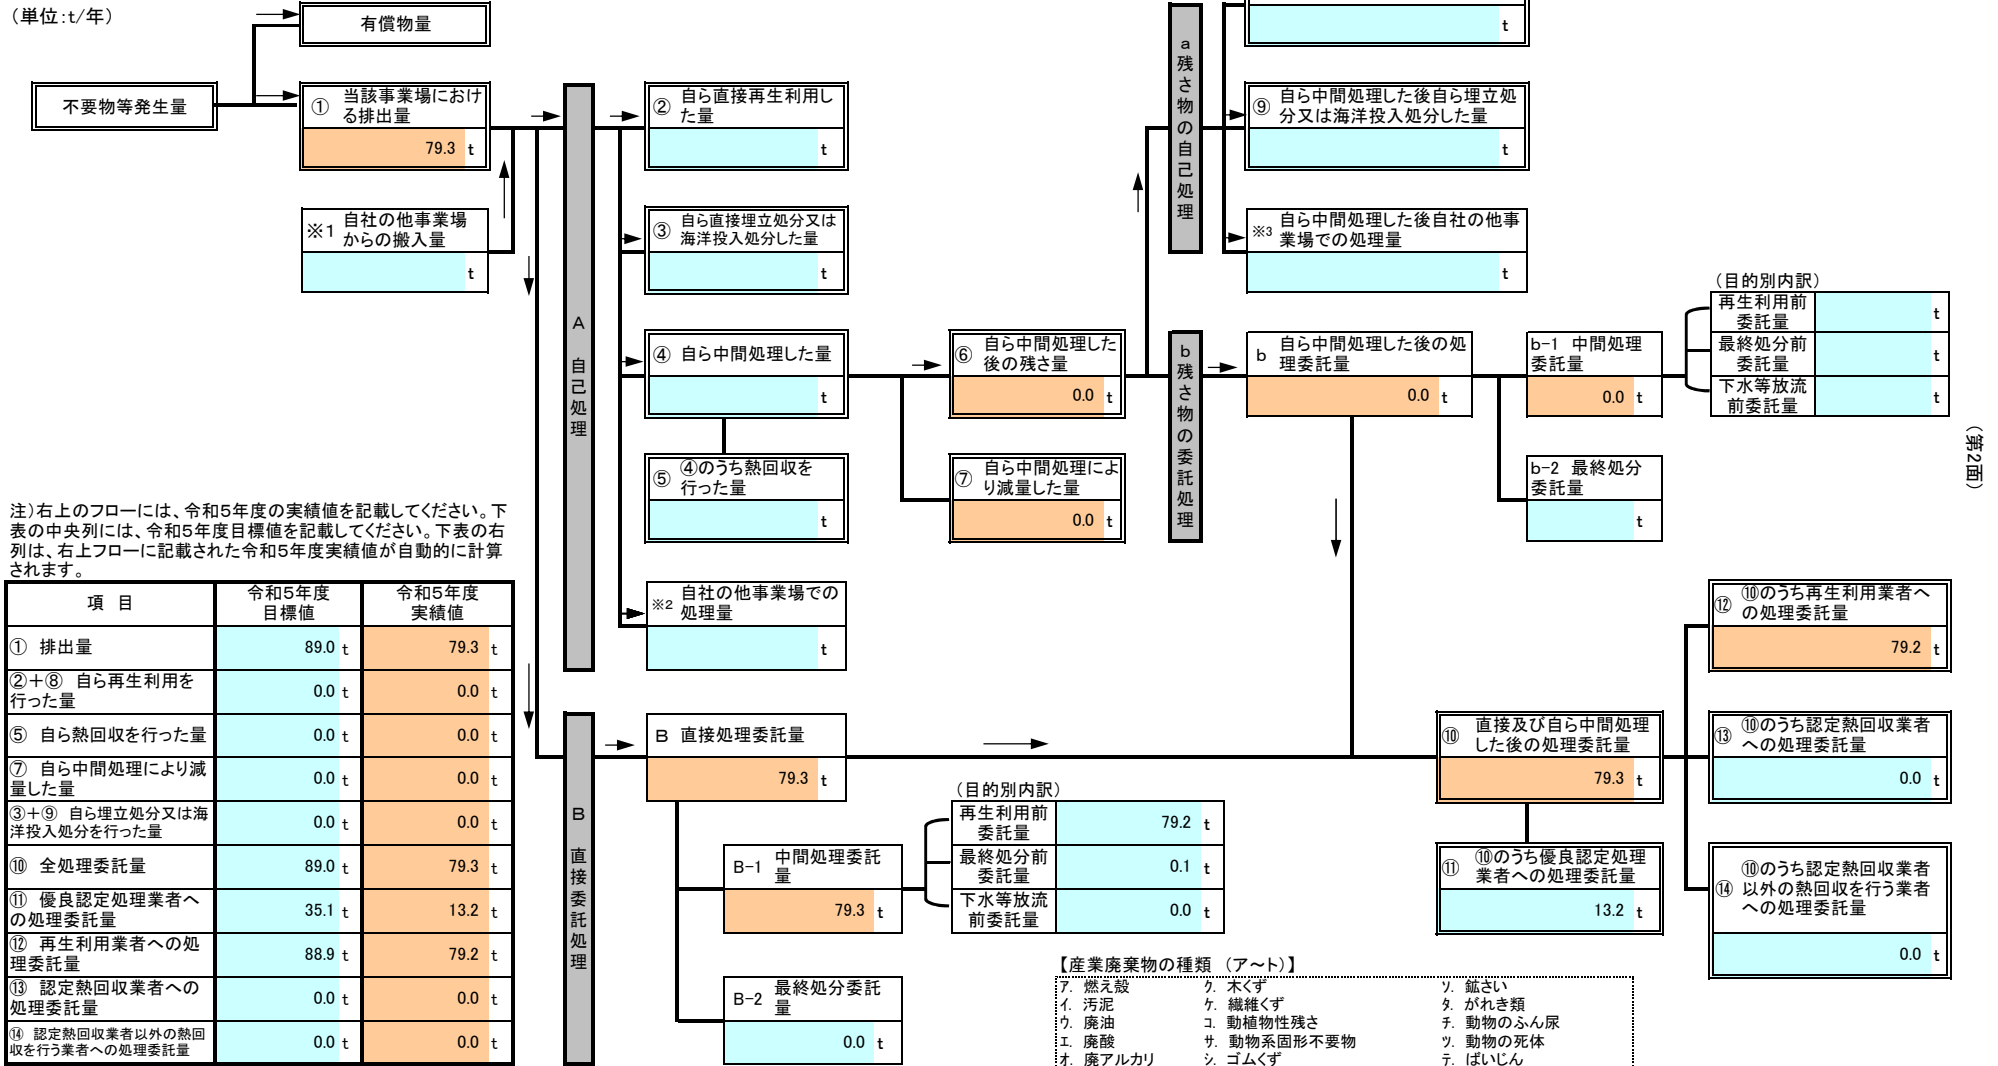 （単位：t/年）
有償物量
t
不要物等発生量
① 当該事業場におけ
る排出量
79.3 t
② 自ら直接再生利用し
た量
t
a 残さ物の自己処理
⑨ 自ら中間処理した後自ら埋立処
分又は海洋投入処分した量
t
※1 自社の他事業場
からの搬入量
t
③ 自ら直接埋立処分又は
海洋投入処分した量
t
※3 自ら中間処理した後自社の他事
業場での処理量
t
A 自己処理
④ 自ら中間処理した量
t
⑥ 自ら中間処理した
後の残さ量
0.0 t
b 残さ物の委託処理
b 自ら中間処理した後の処
理委託量
0.0 t
b-1 中間処理
委託量
0.0 t
（目的別内訳）
再生利用前
委託量
t
最終処分前
委託量
t
下水等放流
前委託量
t
（第2面）
⑤ ④のうち熱回収を
行った量
t
⑦ 自ら中間処理によ
り減量した量
0.0 t
b-2 最終処分
委託量
t
注）右上のフローには、令和5年度の実績値を記載してください。下
表の中央列には、令和5年度目標値を記載してください。下表の右
列は、右上フローに記載された令和5年度実績値が自動的に計算
されます。
項 目
令和5年度
目標値
令和5年度
実績値
① 排出量 89.0 t 79.3 t
②＋⑧ 自ら再生利用を
行った量 0.0 t 0.0 t
⑤ 自ら熱回収を行った量 0.0 t 0.0 t
⑦ 自ら中間処理により減
量した量 0.0 t 0.0 t
③＋⑨ 自ら埋立処分又は海
洋投入処分を行った量 0.0 t 0.0 t
⑩ 全処理委託量 89.0 t 79.3 t
⑪ 優良認定処理業者へ
の処理委託量 35.1 t 13.2 t
⑫ 再生利用業者への処
理委託量 88.9 t 79.2 t
⑬ 認定熱回収業者への
処理委託量 0.0 t 0.0 t
⑭ 認定熱回収業者以外の熱回
収を行う業者への処理委託量 0.0 t 0.0 t
※2 自社の他事業場での
処理量
t
B 直接委託処理
B 直接処理委託量
79.3 t
B-1 中間処理委託
量
79.3 t
（目的別内訳）
再生利用前
委託量
79.2 t
最終処分前
委託量
0.1 t
下水等放流
前委託量
0.0 t
B-2 最終処分委託
量
0.0 t
⑩ 直接及び自ら中間処理
した後の処理委託量
79.3 t
⑪ ⑩のうち優良認定処理
業者への処理委託量
13.2 t
⑫ ⑩のうち再生利用業者へ
の処理委託量
79.2 t
⑬ ⑩のうち認定熱回収業者
への処理委託量
0.0 t
⑭ ⑩のうち認定熱回収業者
以外の熱回収を行う業者
への処理委託量
0.0 t
【産業廃棄物の種類 （ア～ト）】
ア. 燃え殻 ク. 木くず ソ. 鉱さい
イ. 汚泥 ケ. 繊維くず タ. がれき類
ウ. 廃油 コ. 動植物性残さ チ. 動物のふん尿
エ. 廃酸 サ. 動物系固形不要物 ツ. 動物の死体
オ. 廃アルカリ シ. ゴムくず テ. ばいじん